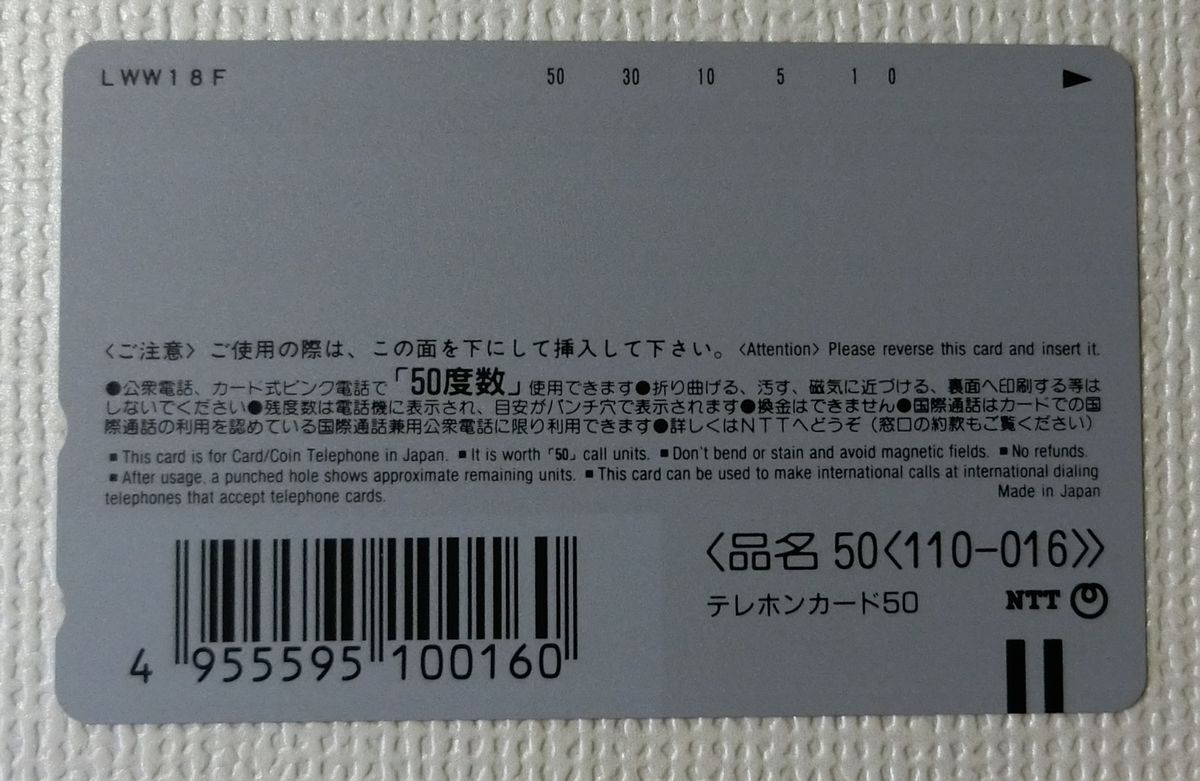 LWW18F 50 30 10 5 1 0
〈ご注意〉ご使用の際は、この面を下にして挿入して下さい。〈Attention〉Please reverse this card and insert it.
●公衆電話、カード式ピンク電話で「50度数」使用できます●折り曲げる、汚す、磁気に近づける、裏面へ印刷する等は
しないでください●残度数は電話機に表示され、目安がパンチ穴で表示されます●換金はできません●国際通話はカードでの国
際通話の利用を認めている国際通話兼用公衆電話に限り利用できます●詳しくはNTTへどうぞ（窓口の約款もご覧ください）
■This card is for Card/Coin Telephone in Japan. ■It is worth「50」call units. ■Don't bend or stain and avoid magnetic fields. ■No refunds.
■After usage, a punched hole shows approximate remaining units. ■This card can be used to make international calls at international dialing
telephones that accept telephone cards. Made in Japan
〈品名 50〈110-016〉〉
テレホンカード50 NTT
4 955595 100160